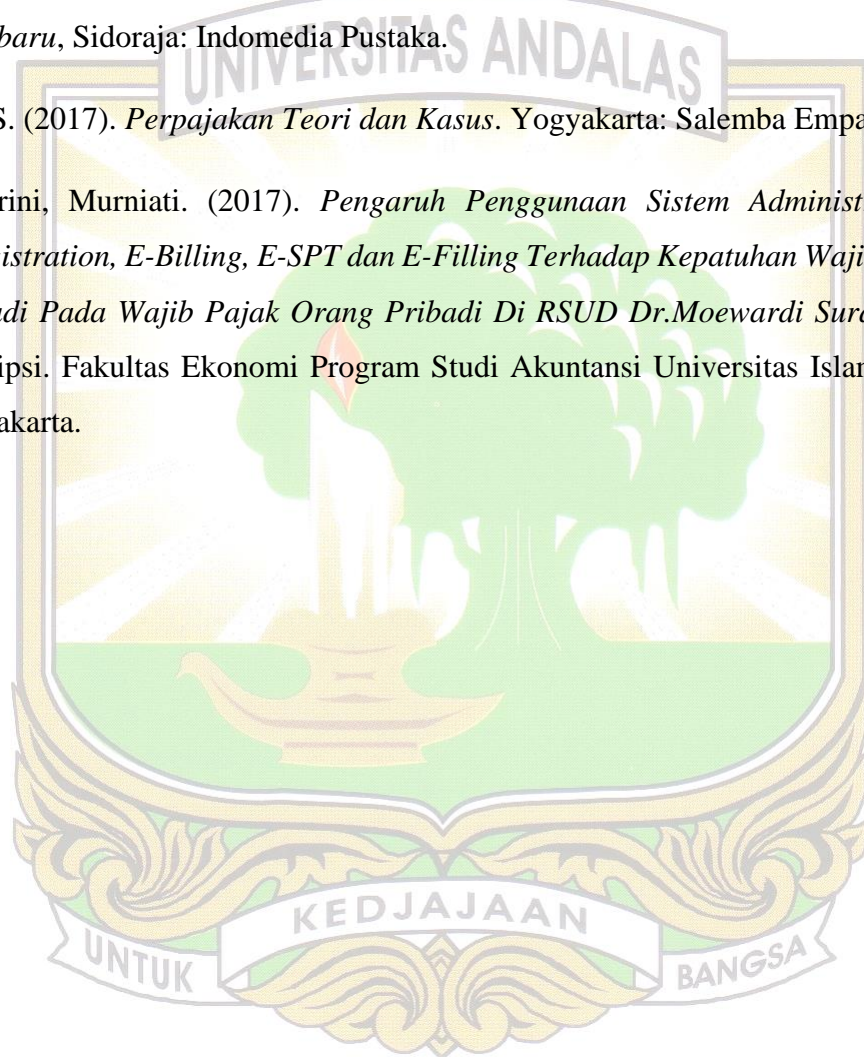 baru, Sidoraja: Indomedia Pustaka.
UNIVERSITAS ANDALAS
S. (2017). Perpajakan Teori dan Kasus. Yogyakarta: Salemba Empa
rini, Murniati. (2017). Pengaruh Penggunaan Sistem Administ
istration, E-Billing, E-SPT dan E-Filling Terhadap Kepatuhan Waji
di Pada Wajib Pajak Orang Pribadi Di RSUD Dr.Moewardi Sura
ipsi. Fakultas Ekonomi Program Studi Akuntansi Universitas Islam
akarta.
UNTUK KEDJAJAAN BANGSA